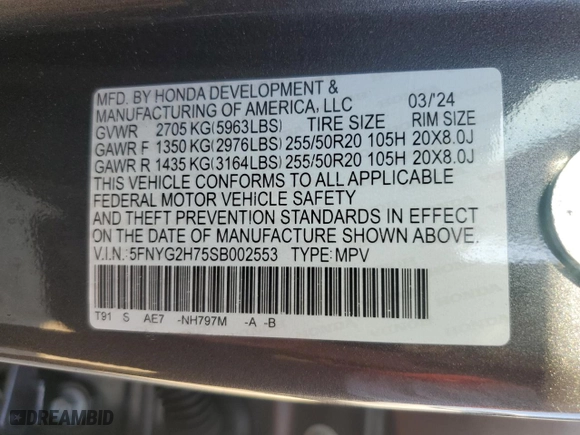 MFD. BY HONDA DEVELOPMENT &
MANUFACTURING OF AMERICA, LLC 03/'24
GVWR 2705 KG(5963LBS) TIRE SIZE RIM SIZE
GAWR F 1350 KG(2976LBS) 255/50R20 105H 20X8.0J
GAWR R 1435 KG(3164LBS) 255/50R20 105H 20X8.0J
THIS VEHICLE CONFORMS TO ALL APPLICABLE
FEDERAL MOTOR VEHICLE SAFETY
AND THEFT PREVENTION STANDARDS IN EFFECT
ON THE DATE OF MANUFACTURE SHOWN ABOVE.
V.I.N.: 5FNYG2H75SB002553 TYPE: MPV
T91 S AE7 -NH797M -A -B
DREAMBID